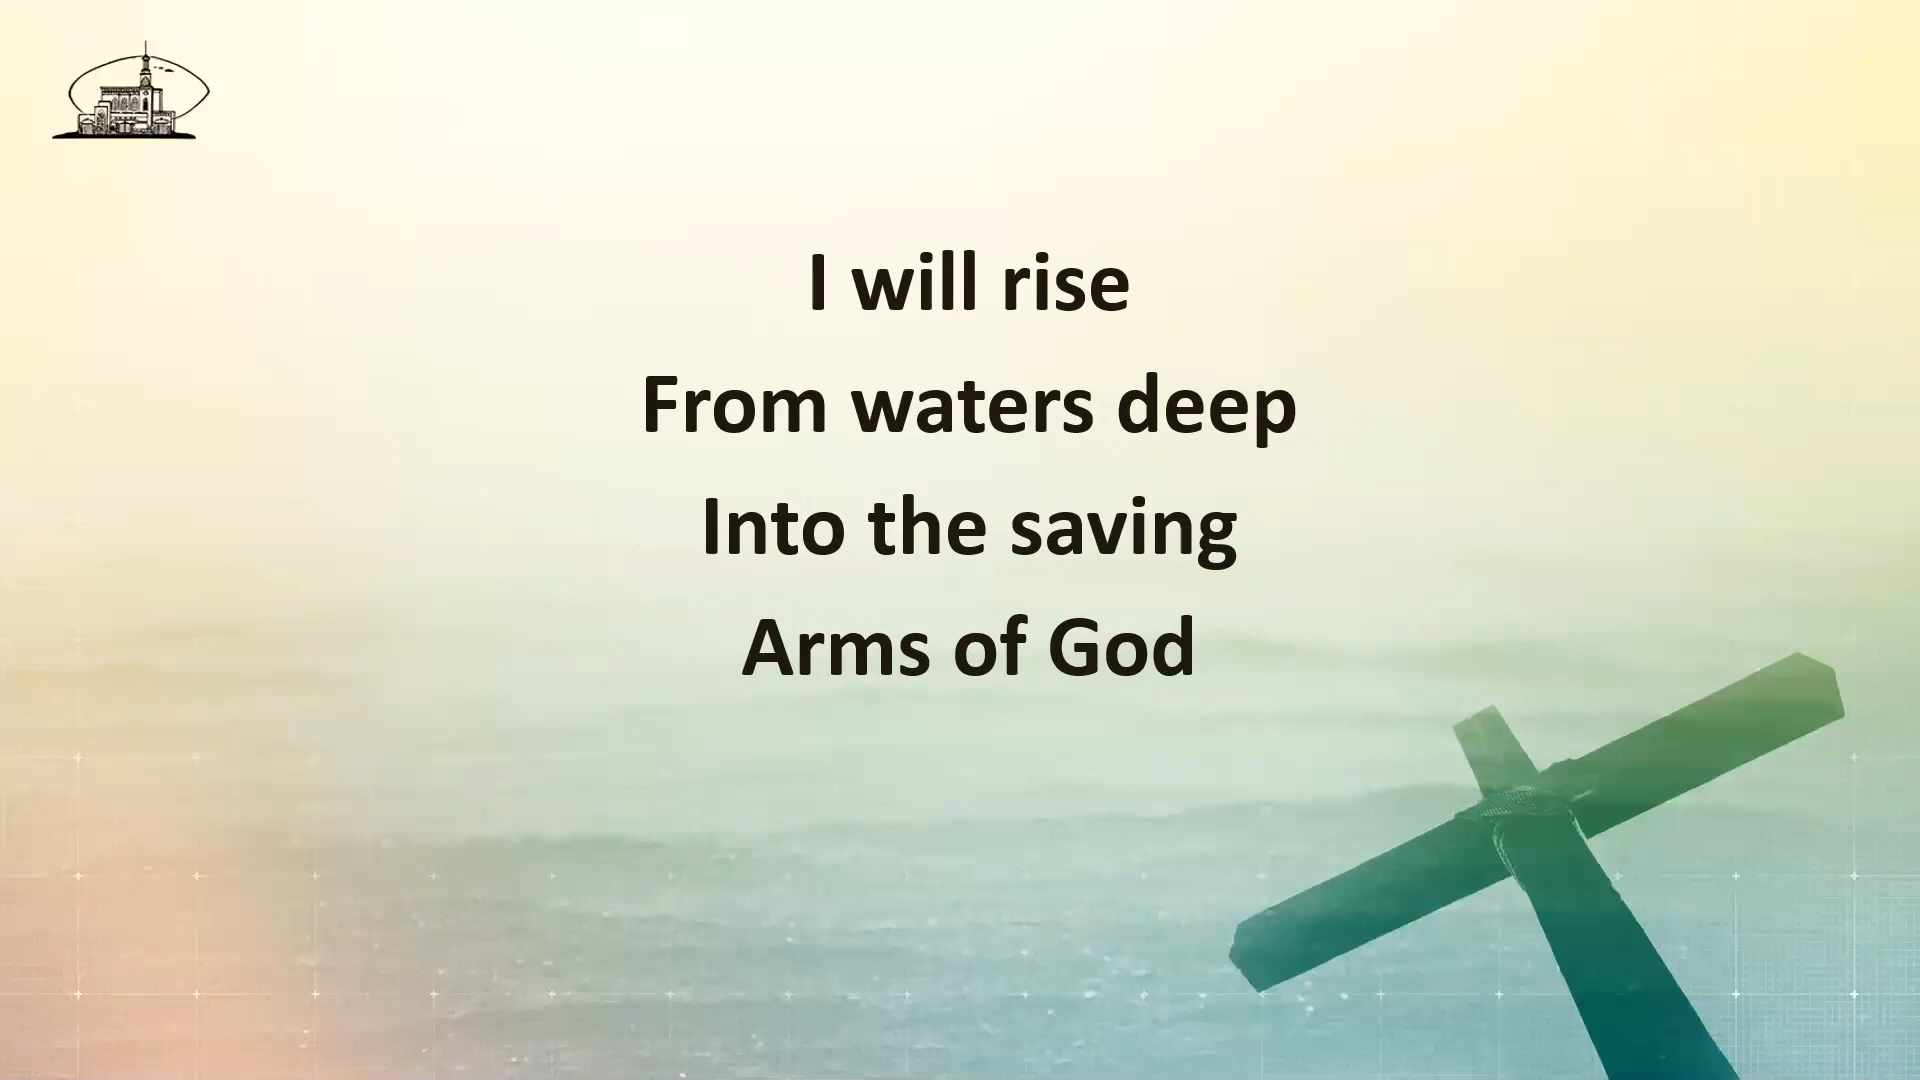 I will rise
From waters deep
Into the saving
Arms of God